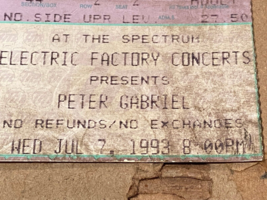 NO.SIDE UPR LEV 27.50
AT THE SPECTRUM
ELECTRIC FACTORY CONCERTS
PRESENTS
PETER GABRIEL
NO REFUNDS/NO EXCHANGES
WED JUL 7, 1993 8:00PM